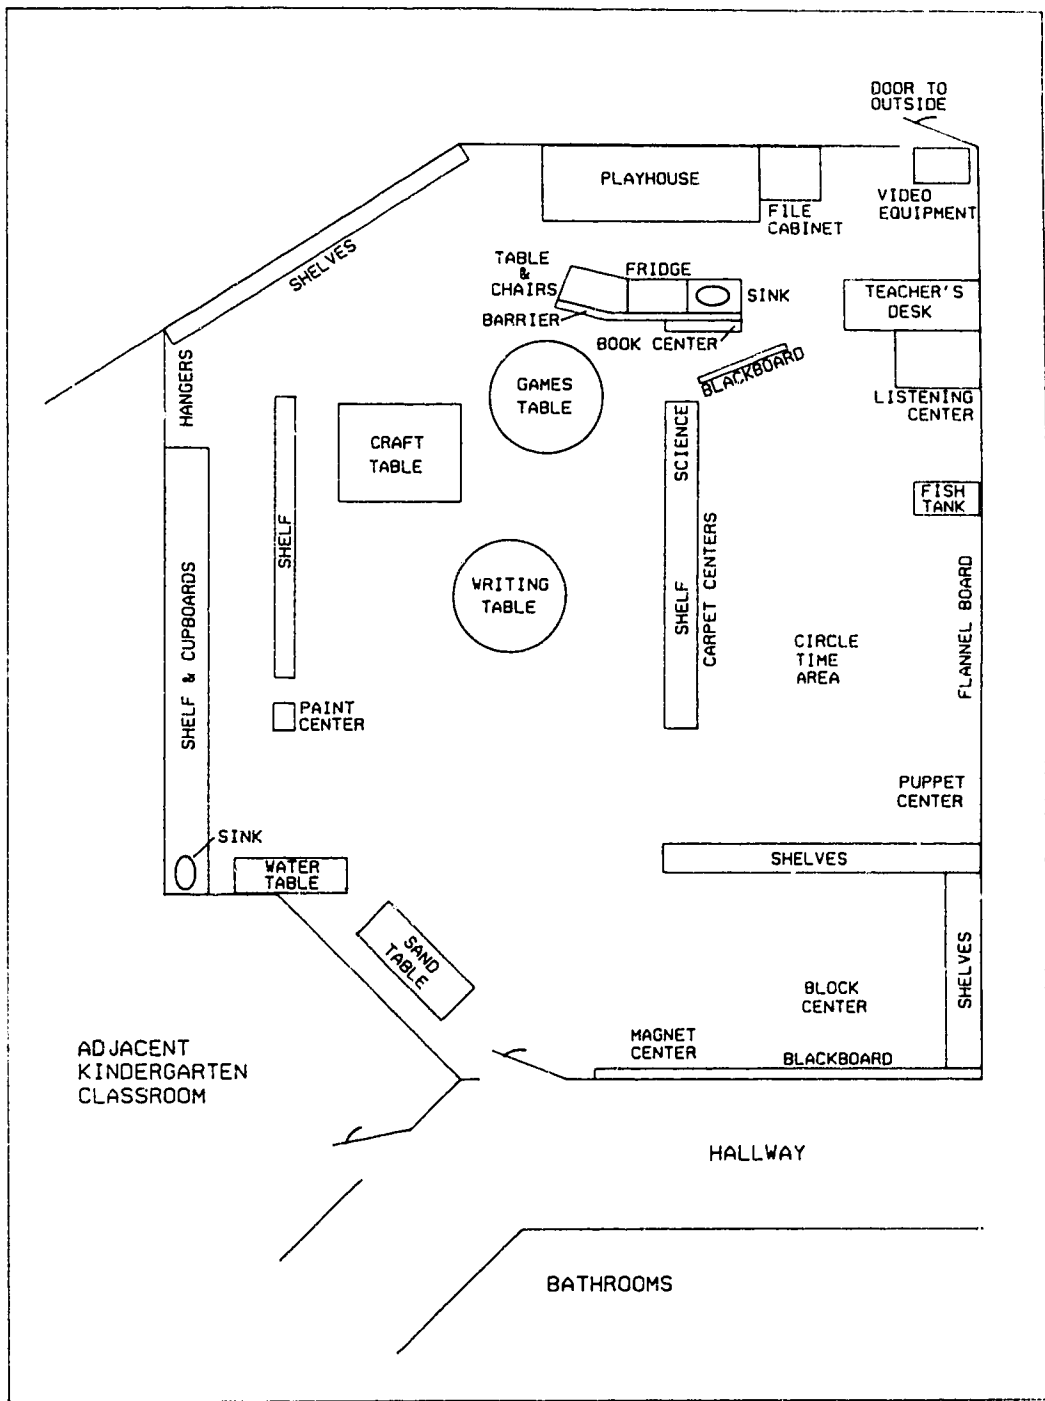 DOOR TO
OUTSIDE
PLAYHOUSE
FILE
CABINET
VIDEO
EQUIPMENT
SHELVES
TABLE
&
CHAIRS
FRIDGE
SINK
BARRIER
BOOK CENTER
TEACHER'S
DESK
BLACKBOARD
LISTENING
CENTER
HANGERS
GAMES
TABLE
CRAFT
TABLE
SCIENCE
FISH
TANK
SHELF
WRITING
TABLE
SHELF
CARPET CENTERS
FLANNEL BOARD
SHELF & CUPBOARDS
CIRCLE
TIME
AREA
PAINT
CENTER
PUPPET
CENTER
SINK
WATER
TABLE
SHELVES
SAND
TABLE
SHELVES
BLOCK
CENTER
MAGNET
CENTER
BLACKBOARD
ADJACENT
KINDERGARTEN
CLASSROOM
HALLWAY
BATHROOMS